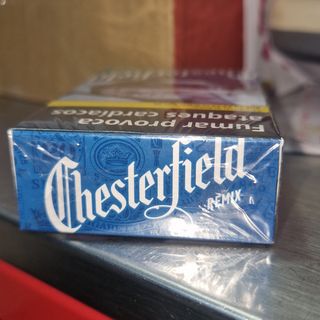 Fumar provoca
ataques cardíacos
Chesterfield
REMIX